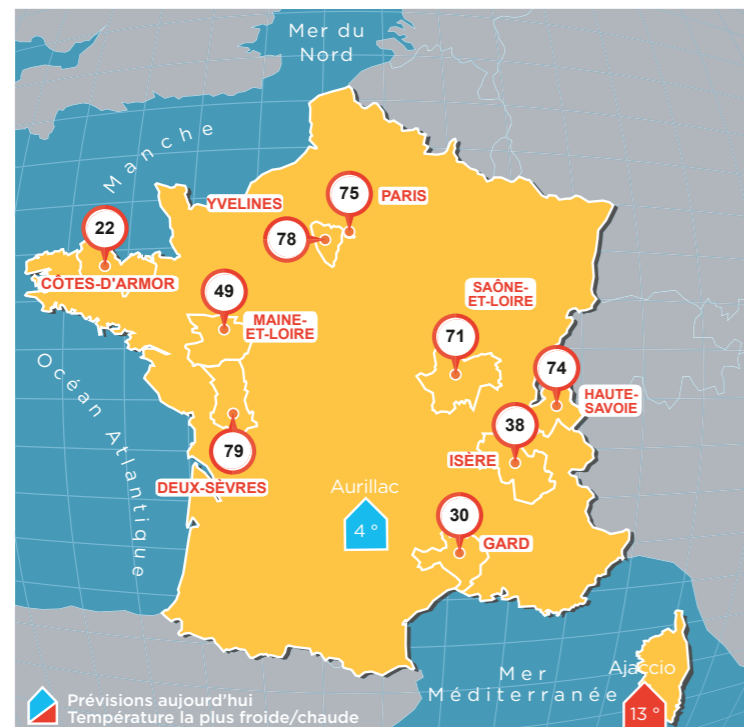 Mer du
Nord
Manche
YVELINES
75
PARIS
78
22
CÔTES-D'ARMOR
49
MAINE-
ET-LOIRE
SAÔNE-
ET-LOIRE
71
74
HAUTE-
SAVOIE
Océan Atlantique
38
ISÈRE
79
DEUX-SÈVRES
Aurillac
4 °
30
GARD
Mer
Méditerranée
Ajaccio
13 °
Prévisions aujourd'hui
Température la plus froide/chaude